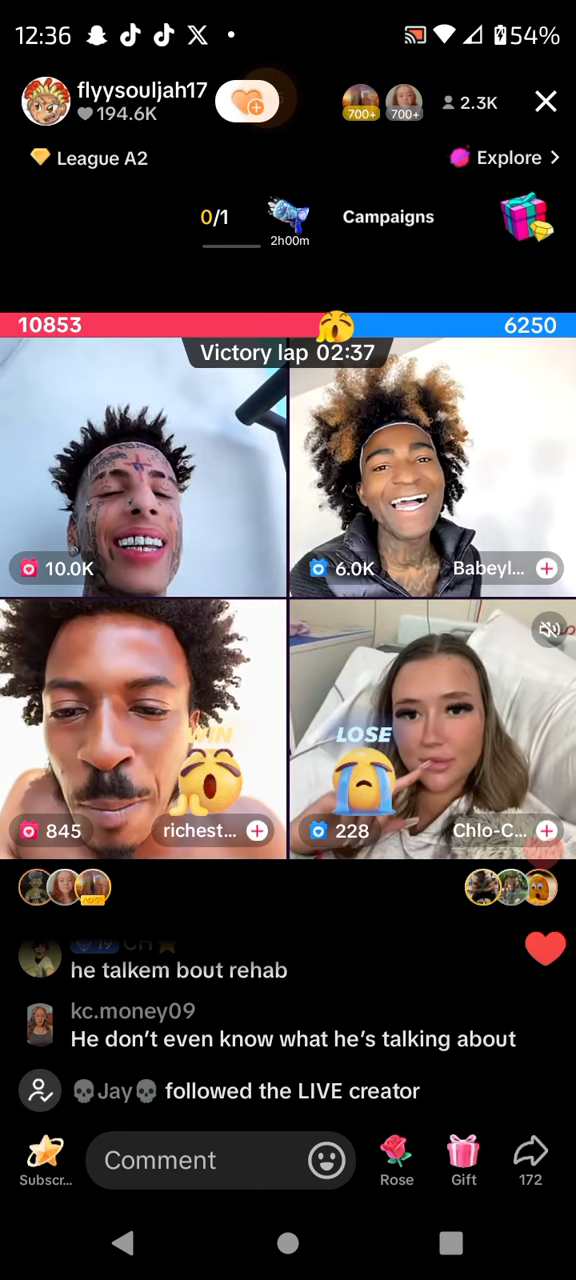 12:36
54%
flyysouljah17
194.6K
700+
700+
2.3K
League A2
Explore
0/1
2h00m
Campaigns
10853
6250
Victory lap 02:37
10.0K
6.0K
Babeyl...
WIN
LOSE
845
richest...
228
Chlo-C...
19 CH
he talkem bout rehab
kc.money09
He don't even know what he's talking about
💀Jay💀 followed the LIVE creator
Subscr...
Comment
Rose
Gift
172